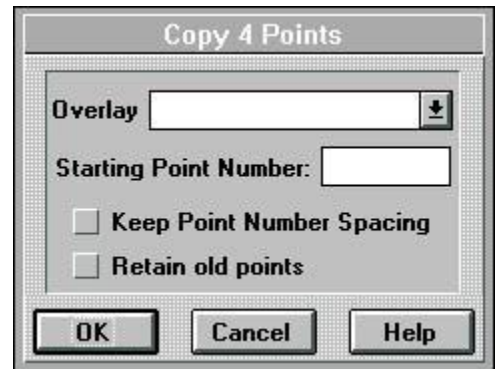 Copy 4 Points
Overlay
Starting Point Number:
Keep Point Number Spacing
Retain old points
OK Cancel Help